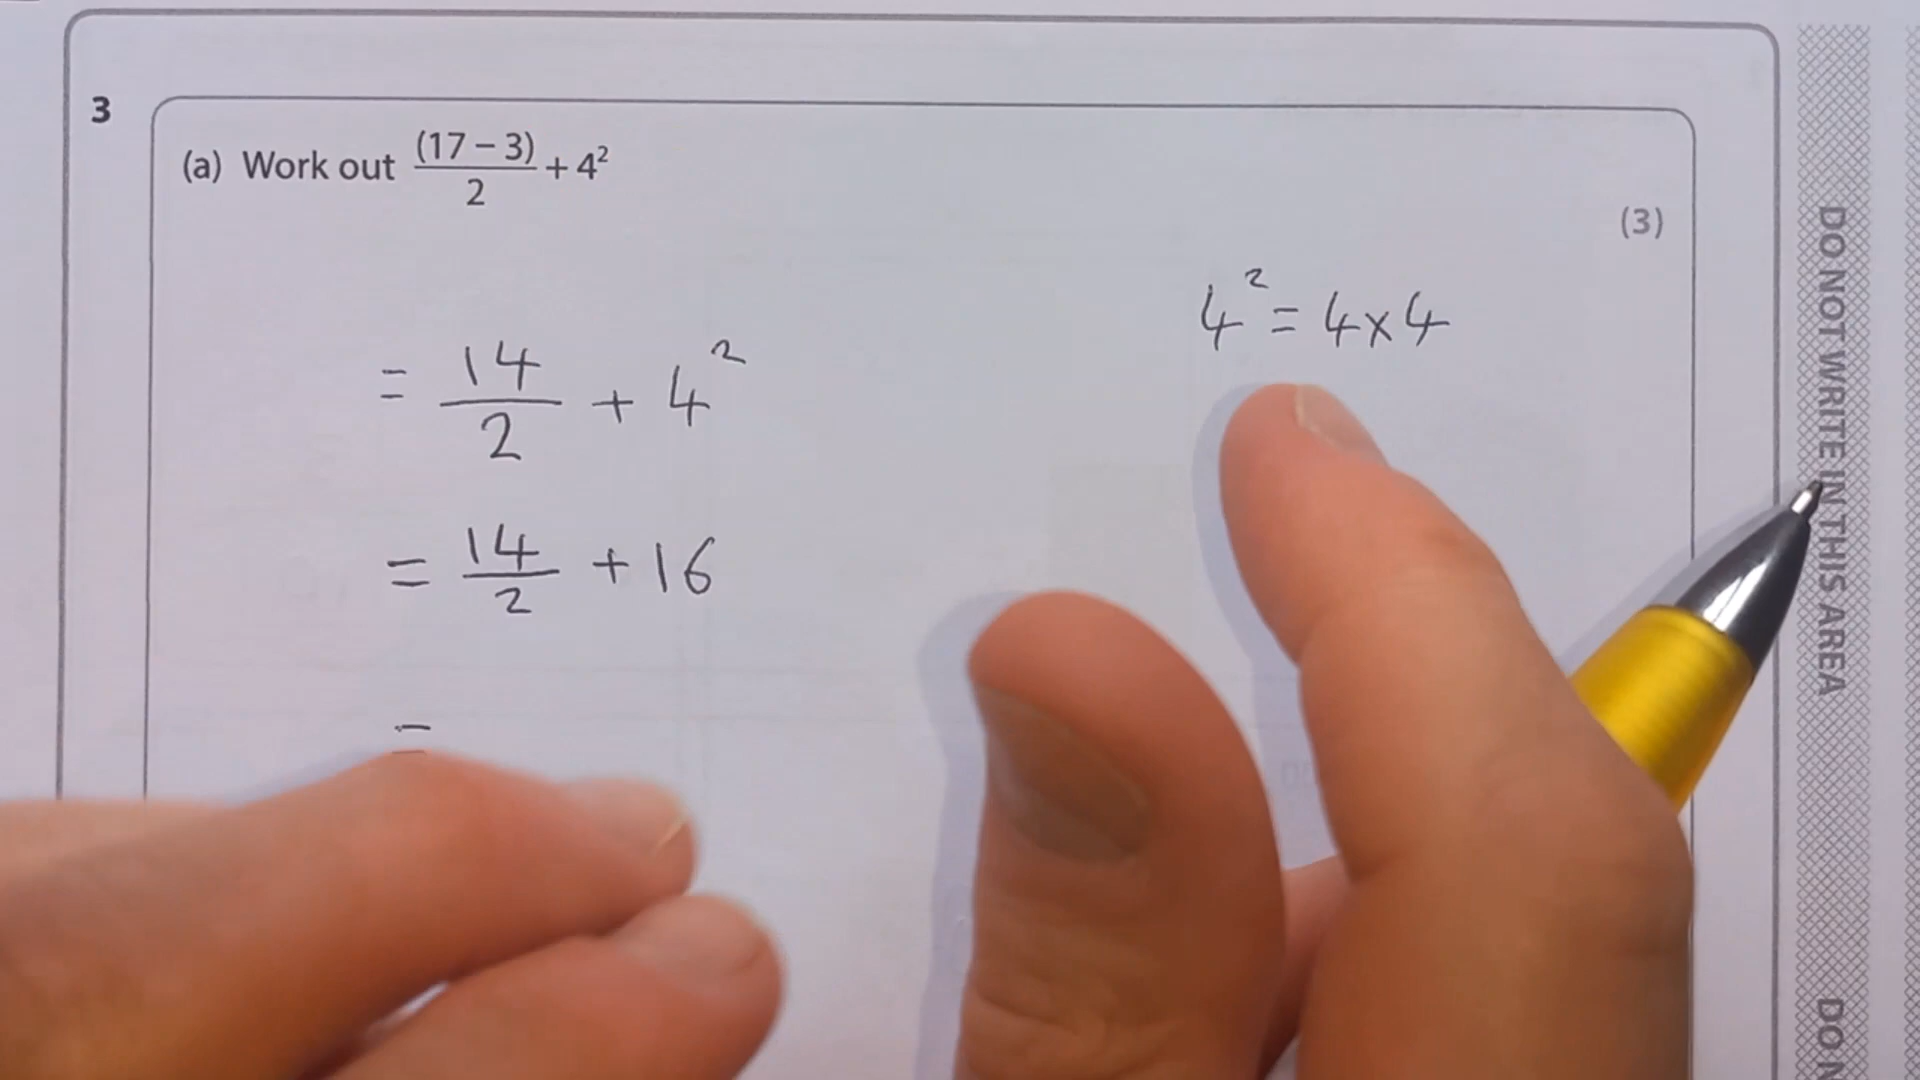 3
(a) Work out (17 – 3)/2 + 4²
(3)
4² = 4×4
= 14/2 + 4²
= 14/2 + 16
=
DO NOT WRITE IN THIS AREA
DO N